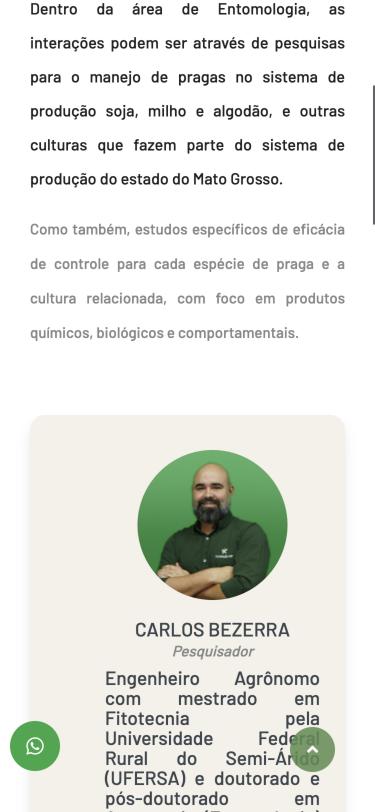 Dentro da área de Entomologia, as
interações podem ser através de pesquisas
para o manejo de pragas no sistema de
produção soja, milho e algodão, e outras
culturas que fazem parte do sistema de
produção do estado do Mato Grosso.
Como também, estudos específicos de eficácia
de controle para cada espécie de praga e a
cultura relacionada, com foco em produtos
químicos, biológicos e comportamentais.
CARLOS BEZERRA
Pesquisador
Engenheiro Agrônomo
com mestrado em
Fitotecnia pela
Universidade Federal
Rural do Semi-Árido
(UFERSA) e doutorado e
pós-doutorado em